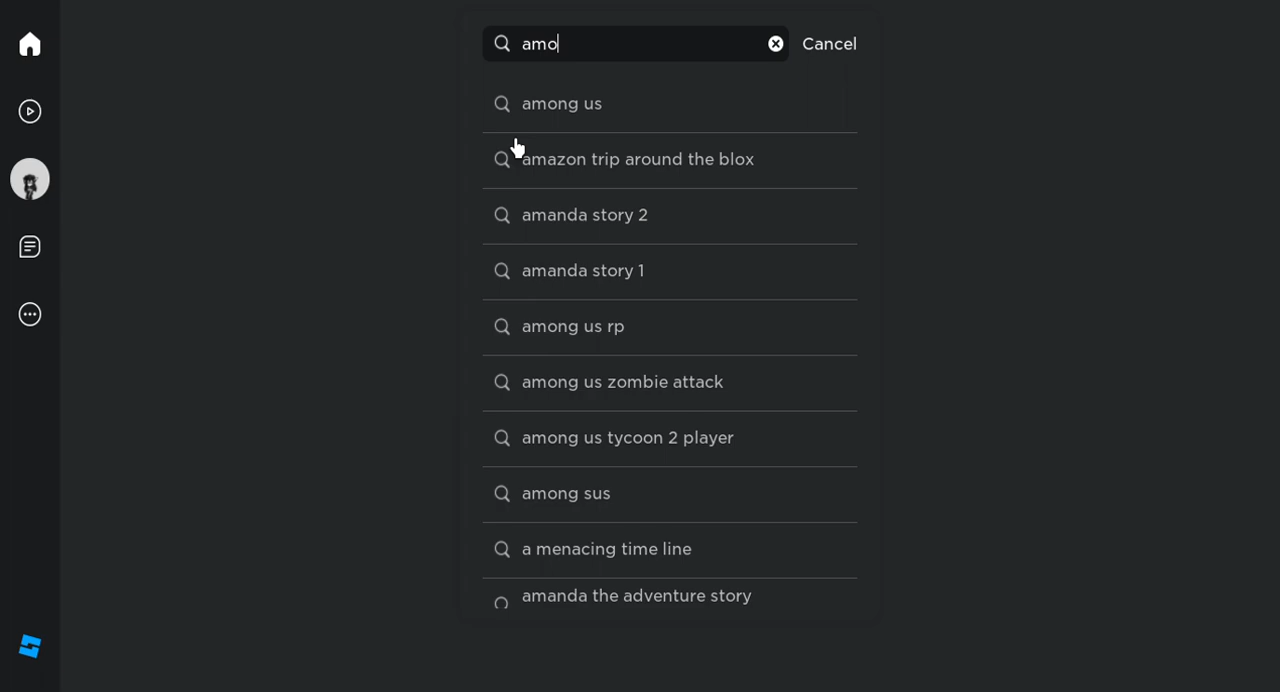 amo
Cancel
among us
amazon trip around the blox
amanda story 2
amanda story 1
among us rp
among us zombie attack
among us tycoon 2 player
among sus
a menacing time line
amanda the adventure story